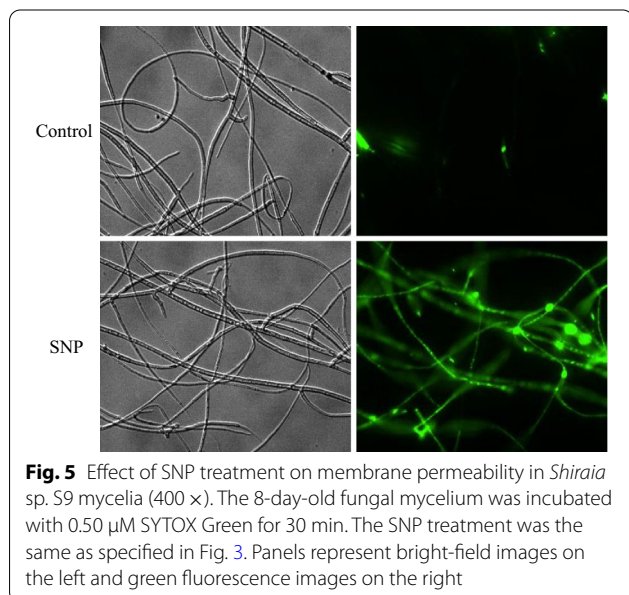 Control
SNP
Fig. 5 Effect of SNP treatment on membrane permeability in Shiraia
sp. S9 mycelia (400 ×). The 8-day-old fungal mycelium was incubated
with 0.50 μM SYTOX Green for 30 min. The SNP treatment was the
same as specified in Fig. 3. Panels represent bright-field images on
the left and green fluorescence images on the right